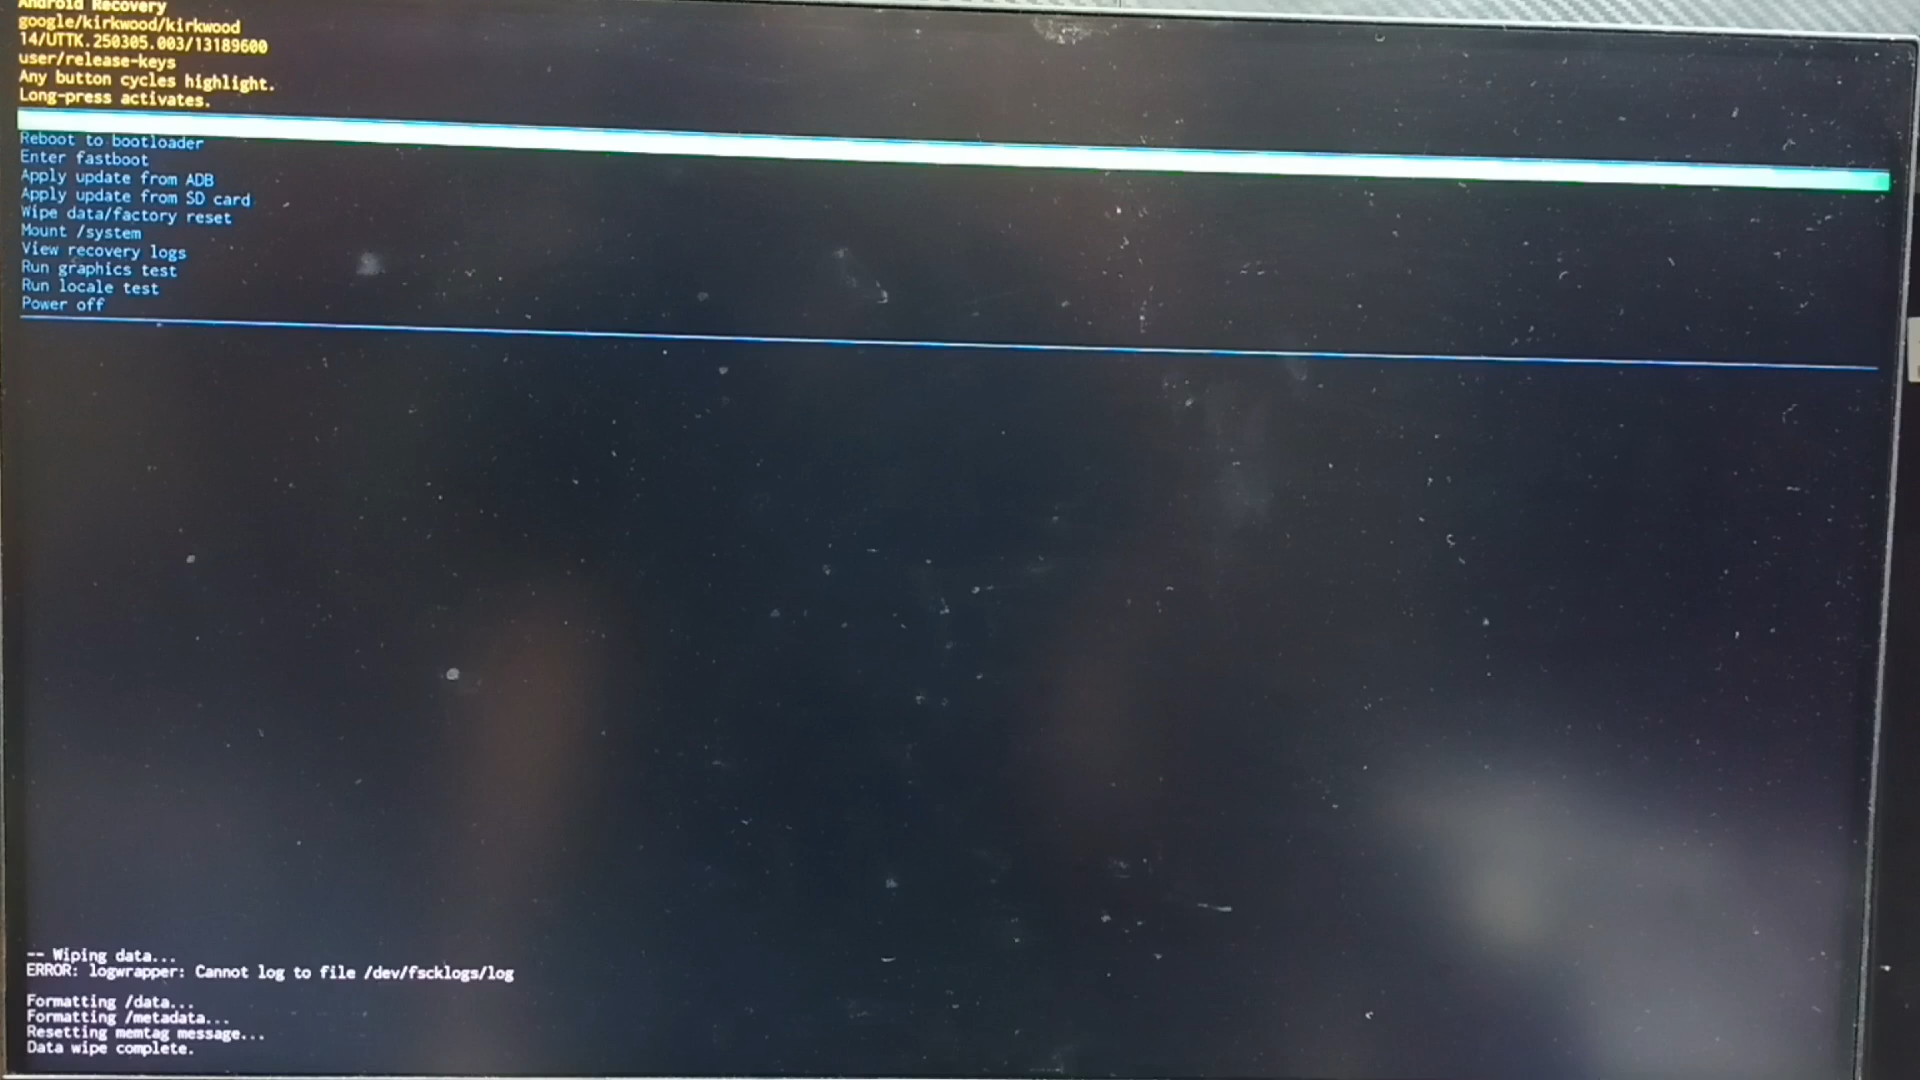 Android Recovery
google/kirkwood/kirkwood
14/UTTK.250305.003/13189600
user/release-keys
Any button cycles highlight.
Long-press activates.
Reboot to bootloader
Enter fastboot
Apply update from ADB
Apply update from SD card
Wipe data/factory reset
Mount /system
View recovery logs
Run graphics test
Run locale test
Power off
-- Wiping data...
ERROR: logwrapper: Cannot log to file /dev/fscklogs/log
Formatting /data...
Formatting /metadata...
Resetting memtag message...
Data wipe complete.